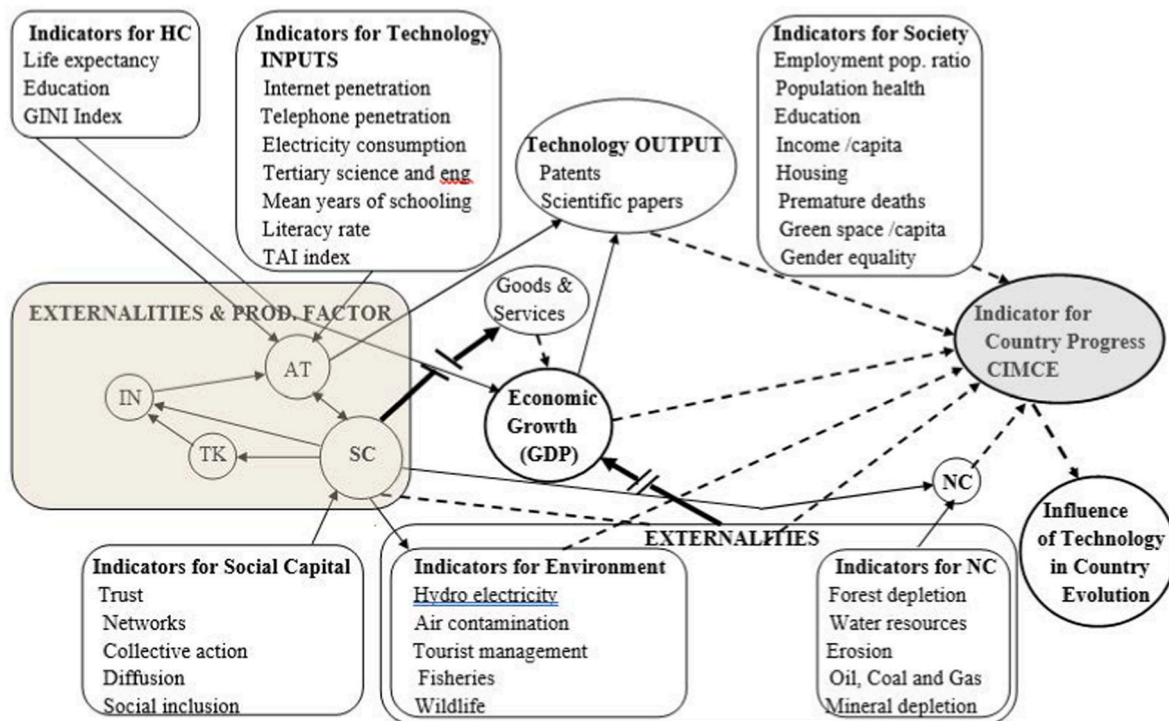 Indicators for HC
Life expectancy
Education
GINI Index
Indicators for Technology
INPUTS
Internet penetration
Telephone penetration
Electricity consumption
Tertiary science and eng
Mean years of schooling
Literacy rate
TAI index
Technology OUTPUT
Patents
Scientific papers
Indicators for Society
Employment pop. ratio
Population health
Education
Income /capita
Housing
Premature deaths
Green space /capita
Gender equality
EXTERNALITIES & PROD. FACTOR
AT
IN
TK
SC
Goods &
Services
Economic
Growth
(GDP)
Indicator for
Country Progress
CIMCE
NC
Influence
of Technology
in Country
Evolution
EXTERNALITIES
Indicators for Social Capital
Trust
Networks
Collective action
Diffusion
Social inclusion
Indicators for Environment
Hydro electricity
Air contamination
Tourist management
Fisheries
Wildlife
Indicators for NC
Forest depletion
Water resources
Erosion
Oil, Coal and Gas
Mineral depletion